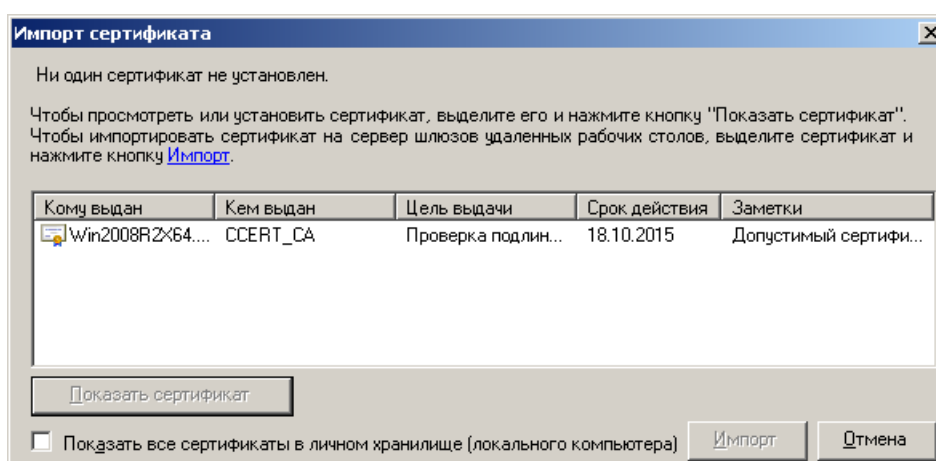 Импорт сертификата
Ни один сертификат не установлен.
Чтобы просмотреть или установить сертификат, выделите его и нажмите кнопку "Показать сертификат".
Чтобы импортировать сертификат на сервер шлюзов удаленных рабочих столов, выделите сертификат и
нажмите кнопку Импорт.
Кому выдан Кем выдан Цель выдачи Срок действия Заметки
Win2008R2X64.... CCERT_CA Проверка подлин... 18.10.2015 Допустимый сертифи...
Показать сертификат
Показать все сертификаты в личном хранилище (локального компьютера) Импорт Отмена